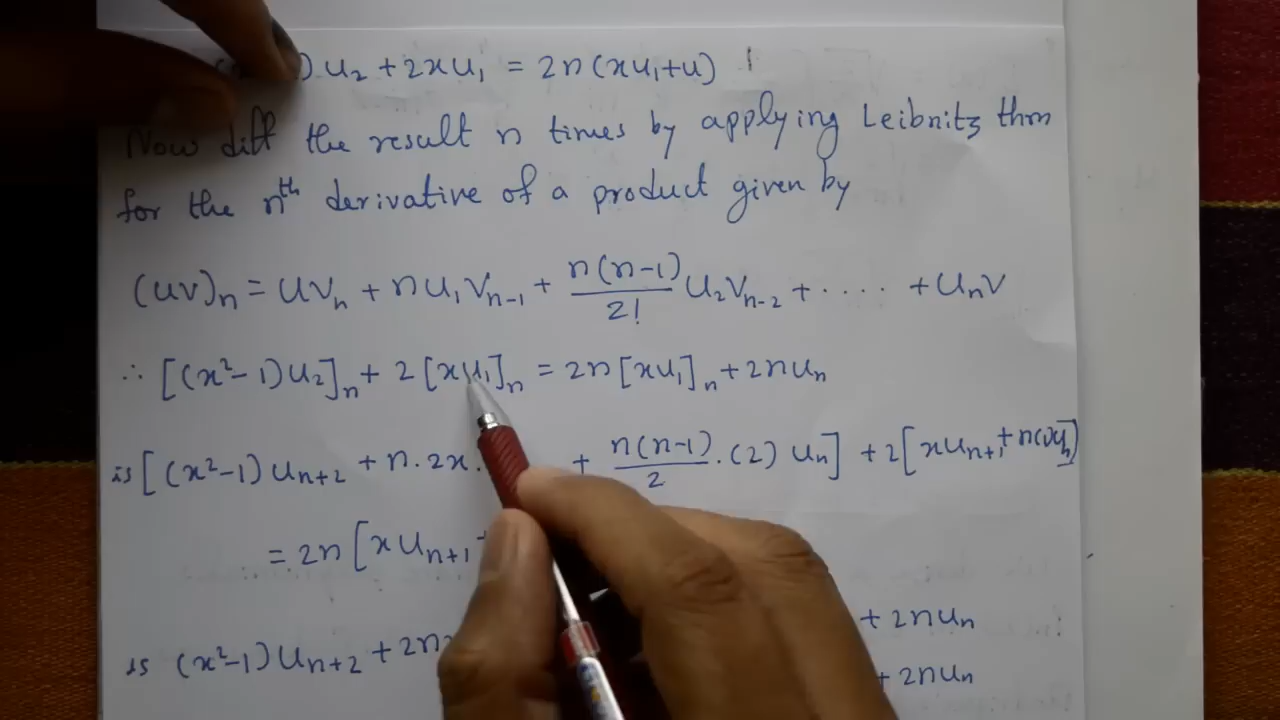 ) u₂ + 2xu₁ = 2n(xu₁+u)
Now diff the result n times by applying Leibnitz thm
for the nᵗʰ derivative of a product given by
(uv)ₙ = uvₙ + nu₁vₙ₋₁ + n(n-1)/2! u₂vₙ₋₂ + ..... + uₙv
∴ [(x²-1)u₂]ₙ + 2[xu₁]ₙ = 2n[xu₁]ₙ + 2nuₙ
is [(x²-1)uₙ₊₂ + n.2x. + n(n-1)/2 .(2) uₙ] + 2[xuₙ₊₁ + n(1)uₙ]
= 2n[xuₙ₊₁ +
+ 2nuₙ
is (x²-1)uₙ₊₂ + 2n
+ 2nuₙ